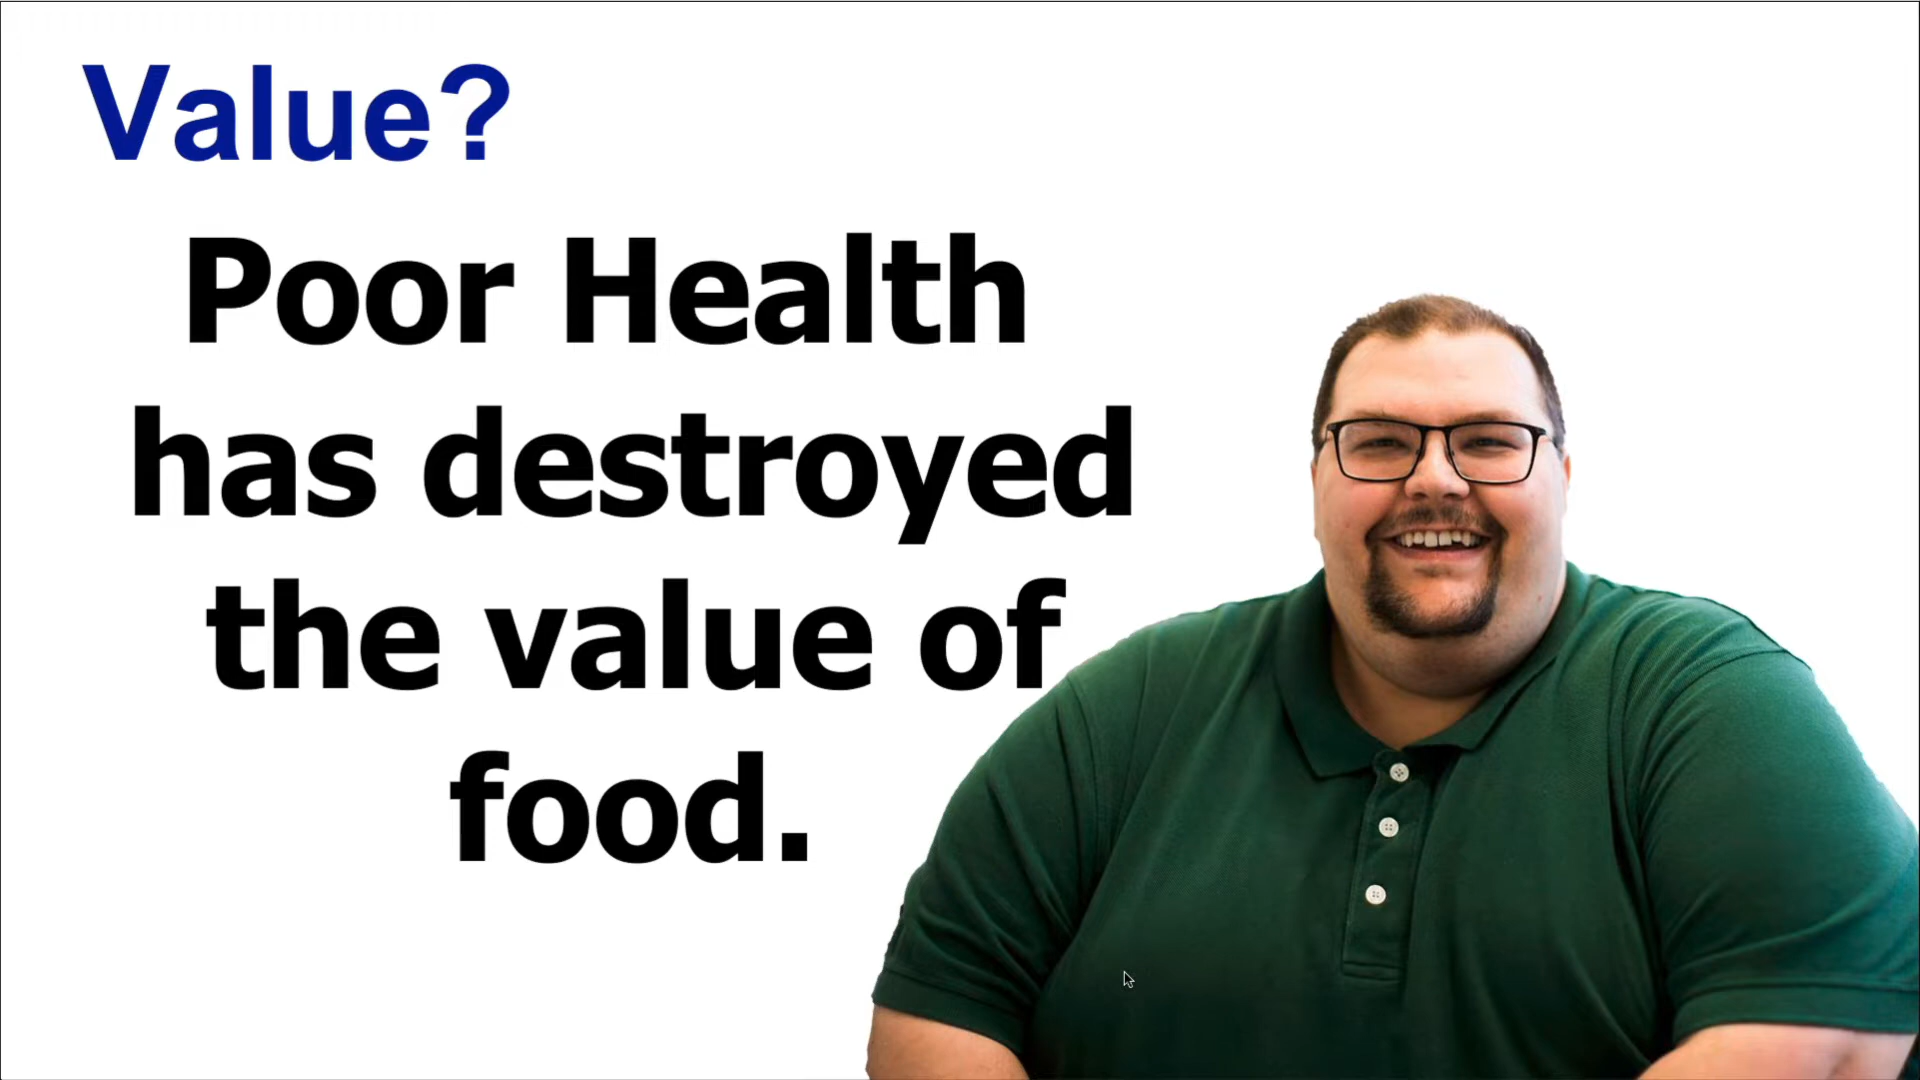 Value?
Poor Health
has destroyed
the value of
food.